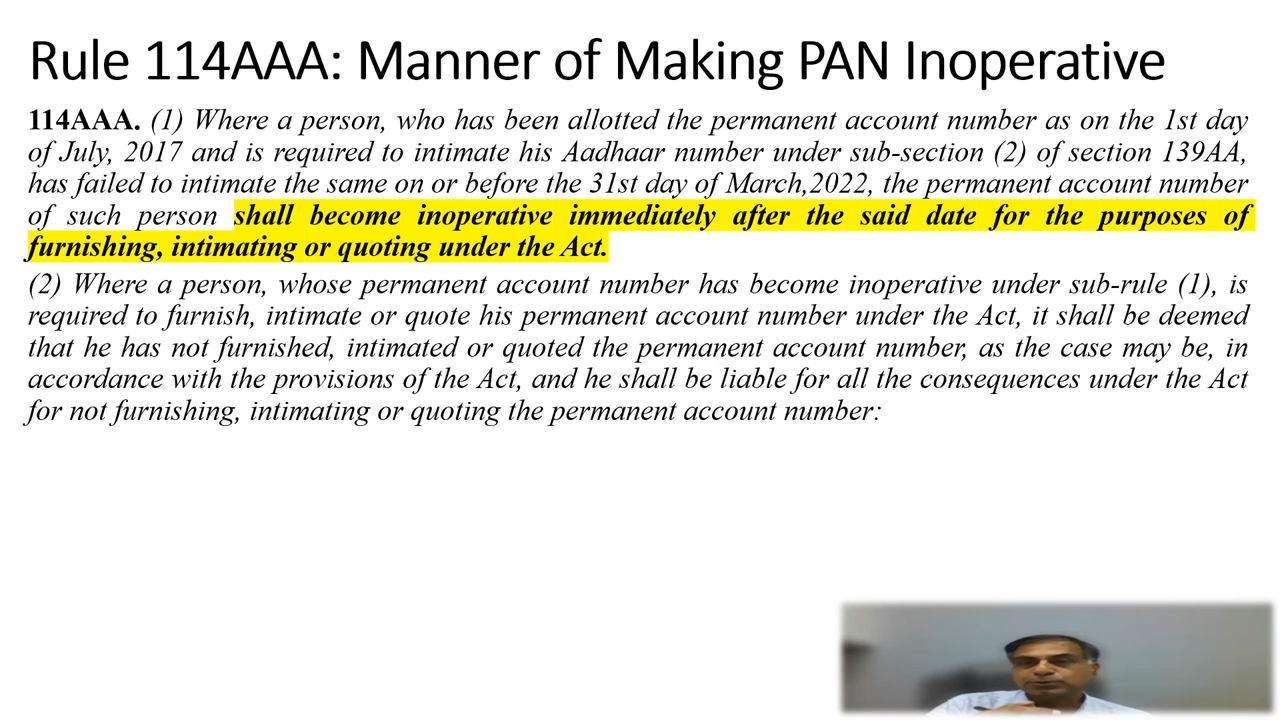 Rule 114AAA: Manner of Making PAN Inoperative
114AAA. (1) Where a person, who has been allotted the permanent account number as on the 1st day
of July, 2017 and is required to intimate his Aadhaar number under sub-section (2) of section 139AA,
has failed to intimate the same on or before the 31st day of March,2022, the permanent account number
of such person shall become inoperative immediately after the said date for the purposes of
furnishing, intimating or quoting under the Act.
(2) Where a person, whose permanent account number has become inoperative under sub-rule (1), is
required to furnish, intimate or quote his permanent account number under the Act, it shall be deemed
that he has not furnished, intimated or quoted the permanent account number, as the case may be, in
accordance with the provisions of the Act, and he shall be liable for all the consequences under the Act
for not furnishing, intimating or quoting the permanent account number: